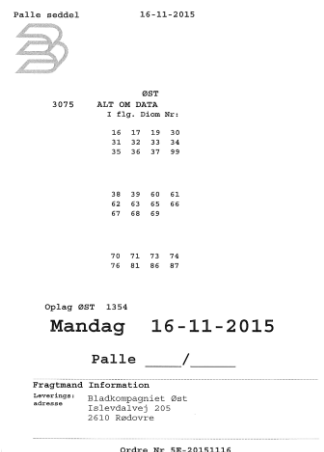 Palle seddel 16-11-2015
ØST
3075 ALT OM DATA
I flg. Diom Nr:
16 17 19 30
31 32 33 34
35 36 37 99
38 39 60 61
62 63 65 66
67 68 69
70 71 73 74
76 81 86 87
Oplag ØST 1354
Mandag 16-11-2015
Palle ____/____
Fragtmand Information
Leverings: Bladkompagniet Øst
adresse Islevdalvej 205
2610 Rødovre
Ordre Nr SE-20151116